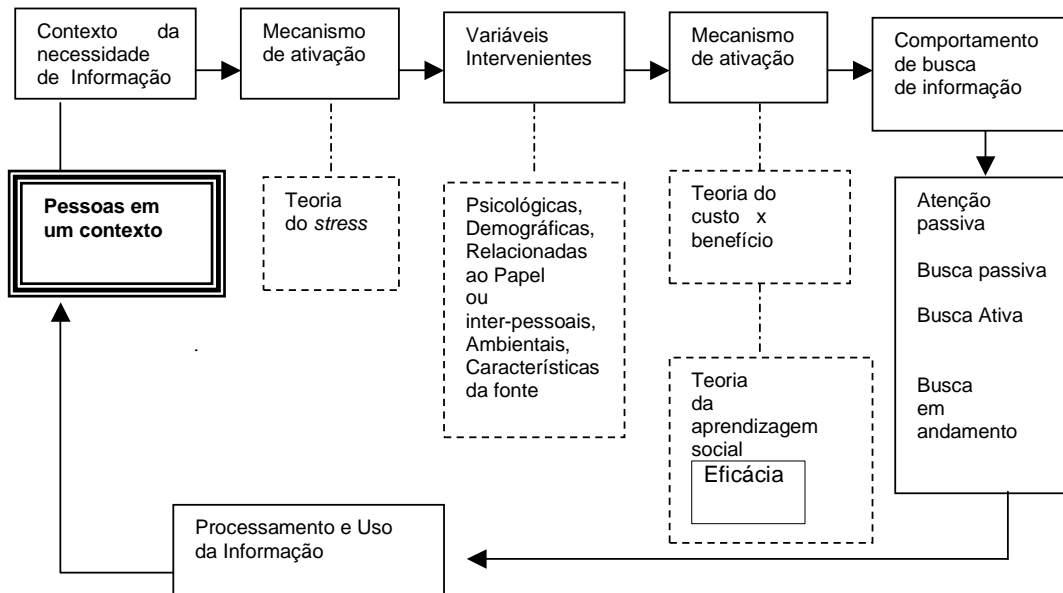 Contexto da
necessidade
de Informação
Mecanismo
de ativação
Variáveis
Intervenientes
Mecanismo
de ativação
Comportamento
de busca
de informação
Pessoas em
um contexto
Teoria
do stress
Psicológicas,
Demográficas,
Relacionadas
ao Papel
ou
inter-pessoais,
Ambientais,
Características
da fonte
Teoria do
custo x
benefício
Teoria
da
aprendizagem
social
Eficácia
Atenção
passiva
Busca passiva
Busca Ativa
Busca
em
andamento
Processamento e Uso
da Informação